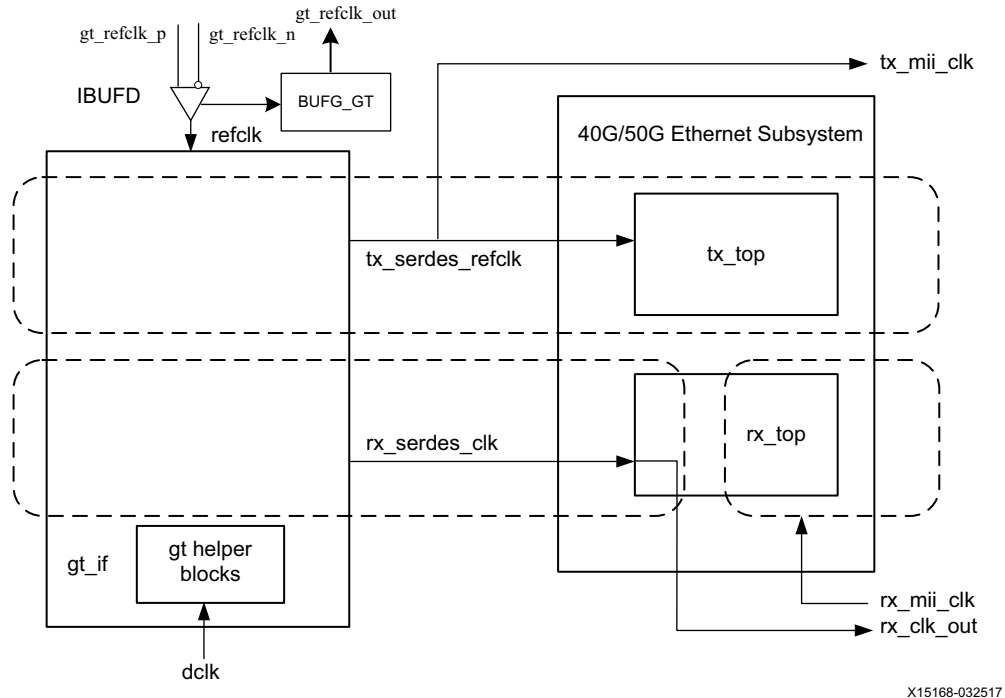 gt_refclk_out
gt_refclk_p
gt_refclk_n
tx_mii_clk
IBUFD
BUFG_GT
refclk
40G/50G Ethernet Subsystem
tx_serdes_refclk
tx_top
rx_serdes_clk
rx_top
gt_if
gt helper
blocks
rx_mii_clk
rx_clk_out
dclk
X15168-032517